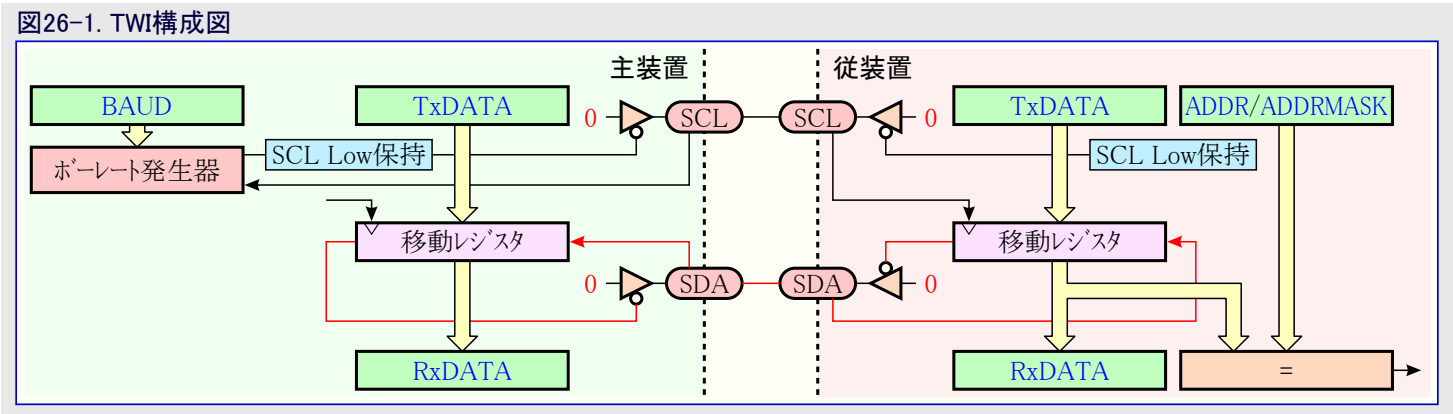 図26-1. TWI構成図
主装置
従装置
BAUD
TxDATA
0
SCL
SCL
0
TxDATA
ADDR/ADDRMASK
ボーレート発生器
SCL Low保持
SCL Low保持
移動レジスタ
移動レジスタ
0
SDA
SDA
0
RxDATA
RxDATA
=